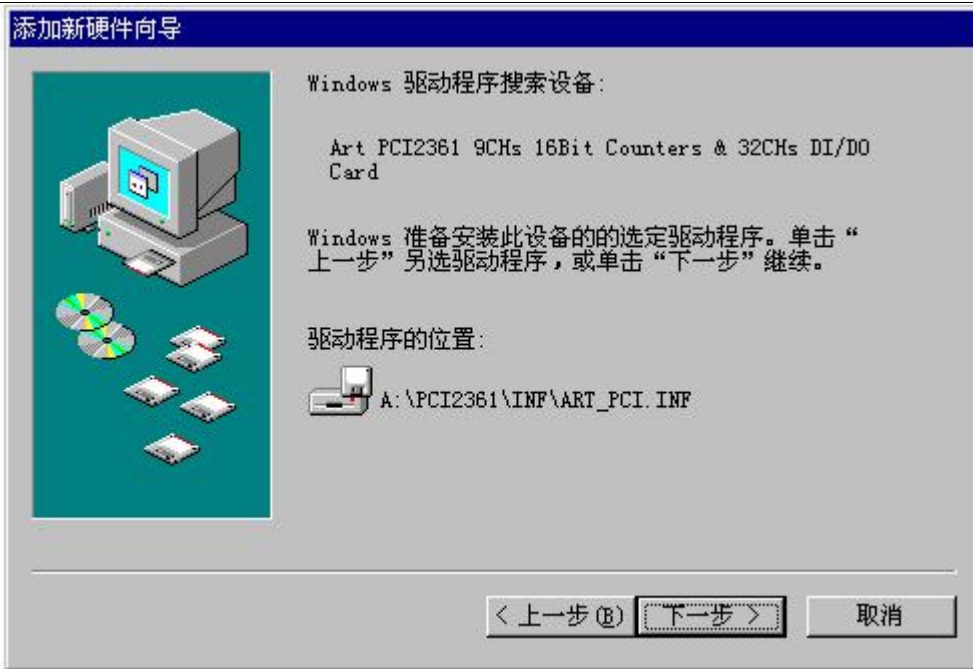 添加新硬件向导
Windows 驱动程序搜索设备:
Art PCI2361 9CHs 16Bit Counters & 32CHs DI/DO
Card
Windows 准备安装此设备的的选定驱动程序。单击“
上一步”另选驱动程序，或单击“下一步”继续。
驱动程序的位置:
A:\PCI2361\INF\ART_PCI.INF
< 上一步(B) 下一步 > 取消